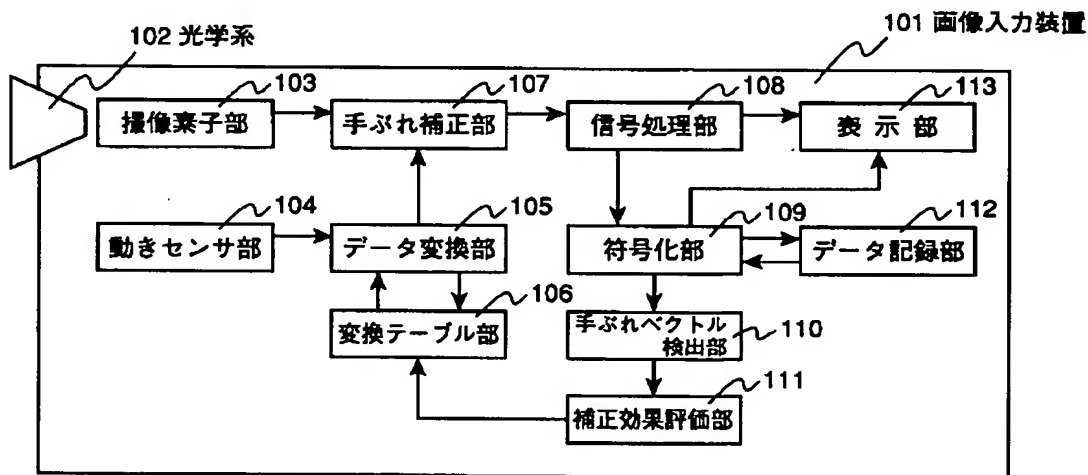 102 光学系
101 画像入力装置
103
107
108
113
撮像素子部
手ぶれ補正部
信号処理部
表 示 部
104
105
109
112
動きセンサ部
データ変換部
符号化部
データ記録部
106
変換テーブル部
手ぶれベクトル
検出部
110
111
補正効果評価部